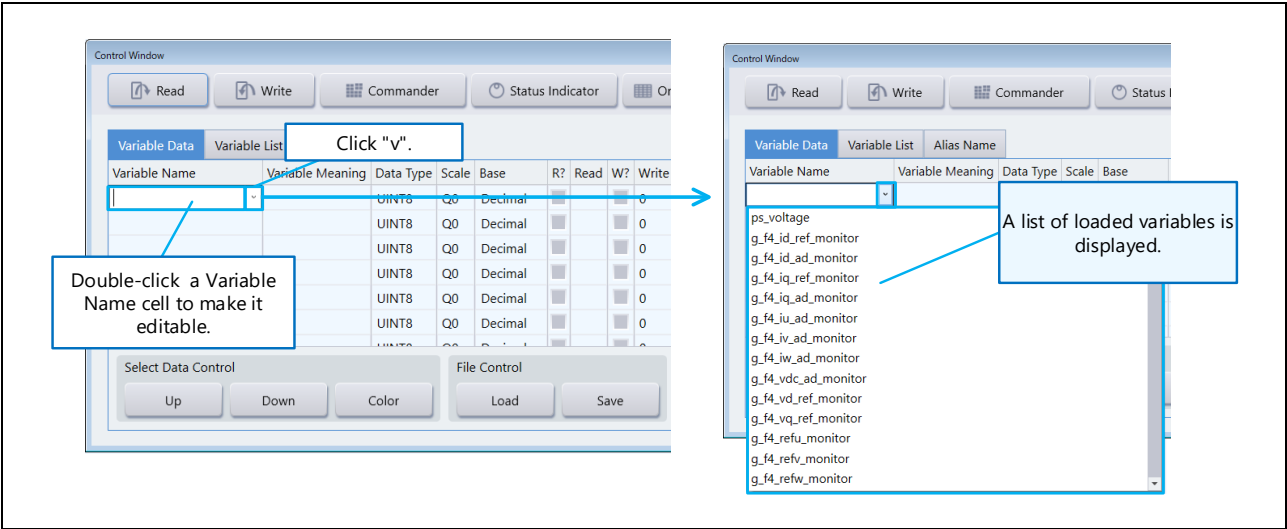 Control Window
Read Write Commander Status Indicator Or
Variable Data Variable List
Click "v".
Variable Name Variable Meaning Data Type Scale Base R? Read W? Write
UINT8 Q0 Decimal 0
UINT8 Q0 Decimal 0
UINT8 Q0 Decimal 0
UINT8 Q0 Decimal 0
UINT8 Q0 Decimal 0
Double-click a Variable
Name cell to make it
editable.
Select Data Control File Control
Up Down Color Load Save
Control Window
Read Write Commander Status
Variable Data Variable List Alias Name
Variable Name Variable Meaning Data Type Scale Base
A list of loaded variables is
displayed.
ps_voltage
g_f4_id_ref_monitor
g_f4_id_ad_monitor
g_f4_iq_ref_monitor
g_f4_iq_ad_monitor
g_f4_iu_ad_monitor
g_f4_iv_ad_monitor
g_f4_iw_ad_monitor
g_f4_vdc_ad_monitor
g_f4_vd_ref_monitor
g_f4_vq_ref_monitor
g_f4_refu_monitor
g_f4_refv_monitor
g_f4_refw_monitor